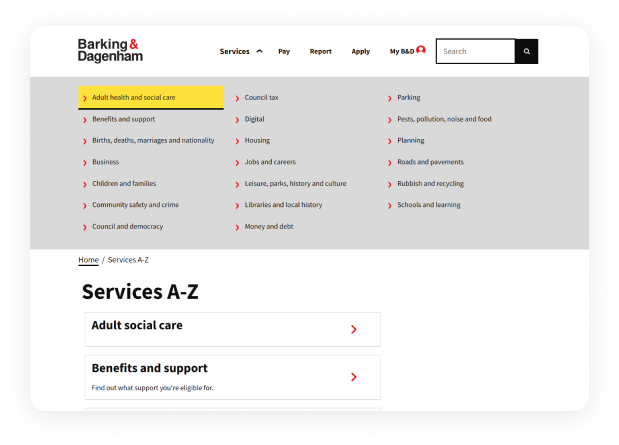 Barking &
Dagenham
Services
Pay
Report
Apply
My B&D
Search
Adult health and social care
Benefits and support
Births, deaths, marriages and nationality
Business
Children and families
Community safety and crime
Council and democracy
Council tax
Digital
Housing
Jobs and careers
Leisure, parks, history and culture
Libraries and local history
Money and debt
Parking
Pests, pollution, noise and food
Planning
Roads and pavements
Rubbish and recycling
Schools and learning
Home / Services A-Z
Services A-Z
Adult social care
Benefits and support
Find out what support you're eligible for.